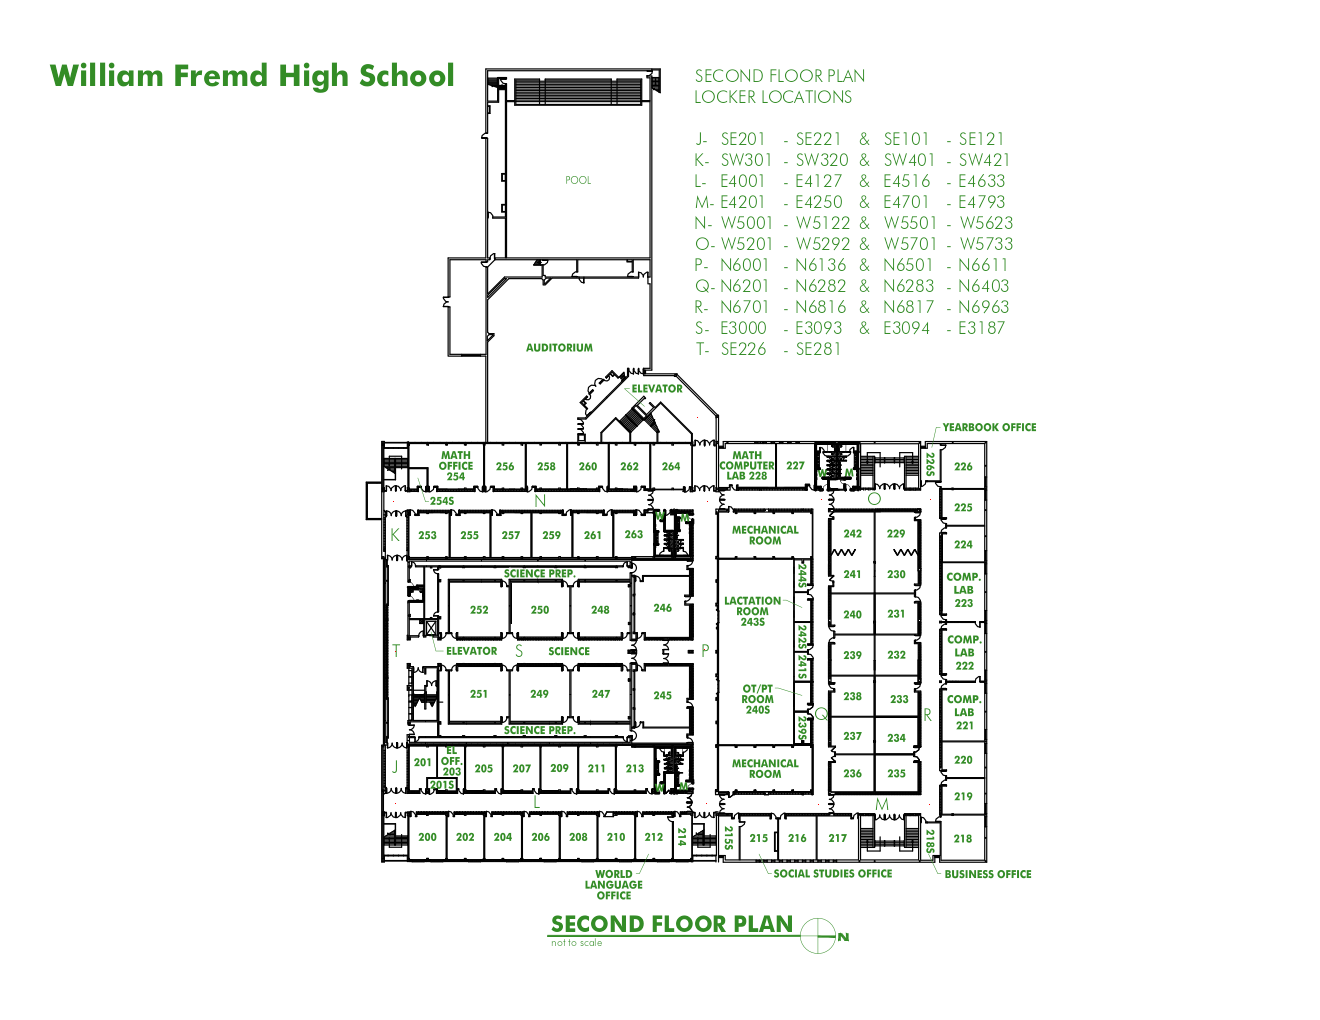 William Fremd High School
SECOND FLOOR PLAN
LOCKER LOCATIONS
J- SE201 - SE221 & SE101 - SE121
K- SW301 - SW320 & SW401 - SW421
L- E4001 - E4127 & E4516 - E4633
M- E4201 - E4250 & E4701 - E4793
N- W5001 - W5122 & W5501 - W5623
O- W5201 - W5292 & W5701 - W5733
P- N6001 - N6136 & N6501 - N6611
Q- N6201 - N6282 & N6283 - N6403
R- N6701 - N6816 & N6817 - N6963
S- E3000 - E3093 & E3094 - E3187
T- SE226 - SE281
POOL
AUDITORIUM
ELEVATOR
YEARBOOK OFFICE
MATH
OFFICE
254
256
258
260
262
264
MATH
COMPUTER
LAB 228
227
W
M
226S
226
254S
N
O
225
K
253
255
257
259
261
263
W
M
MECHANICAL
ROOM
242
229
224
SCIENCE PREP.
244S
241
230
COMP.
LAB
223
252
250
248
246
LACTATION
ROOM
243S
240
231
242S
T
ELEVATOR
S
SCIENCE
P
239
232
COMP.
LAB
222
241S
251
249
247
245
OT/PT
ROOM
240S
238
233
COMP.
LAB
221
Q
R
239S
SCIENCE PREP.
237
234
J
201
EL
OFF.
203
201S
205
207
209
211
213
W
M
MECHANICAL
ROOM
236
235
220
219
L
M
200
202
204
206
208
210
212
214
215S
215
216
217
218S
218
WORLD
LANGUAGE
OFFICE
SOCIAL STUDIES OFFICE
BUSINESS OFFICE
SECOND FLOOR PLAN
N
not to scale